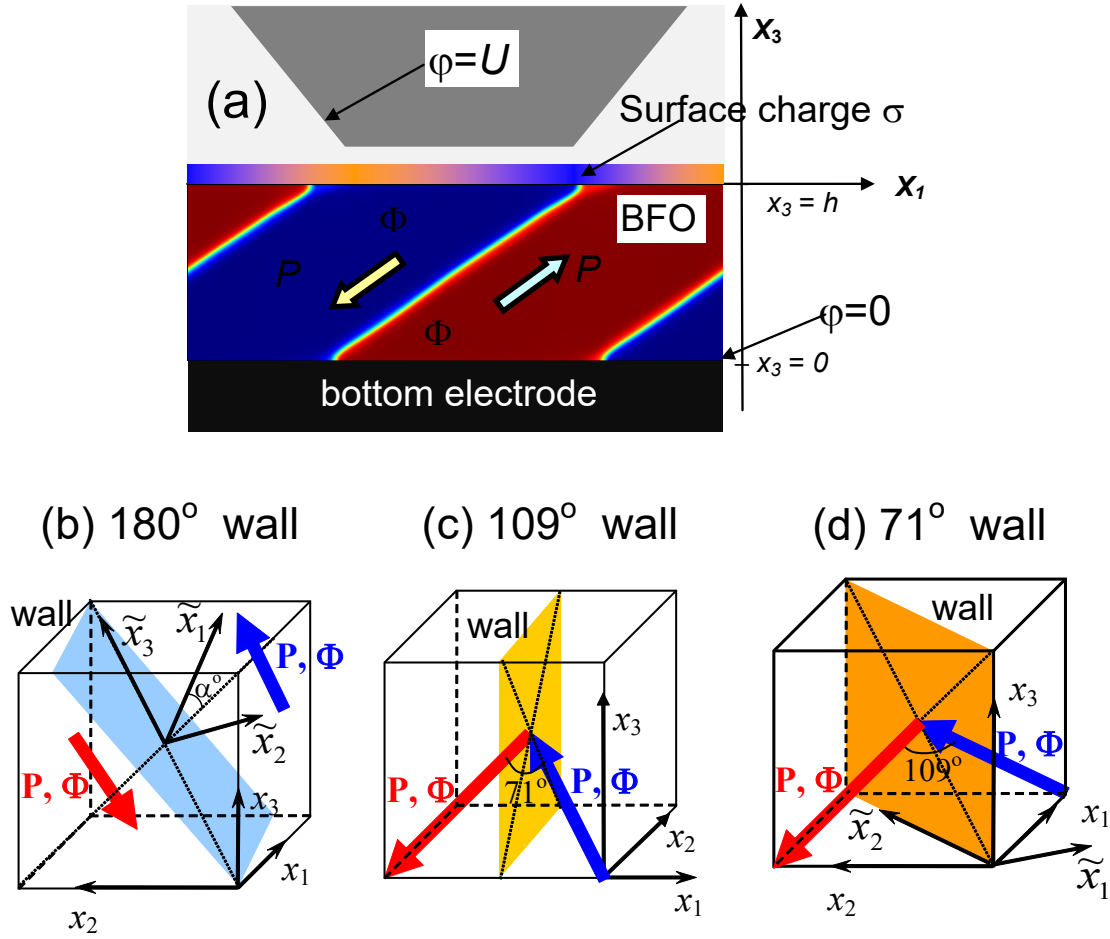 x₃
φ=U
(a)
Surface charge σ
x₁
x₃ = h
BFO
Φ
P
P
Φ
φ=0
x₃ = 0
bottom electrode
(b) 180° wall
(c) 109° wall
(d) 71° wall
wall
x̃₃
x̃₁
P, Φ
α°
x̃₂
P, Φ
x₃
x₁
x₂
wall
x₃
P, Φ
71°
P, Φ
x₂
x₁
wall
x₃
P, Φ
P, Φ
109°
x₁
x̃₂
x̃₁
x₂